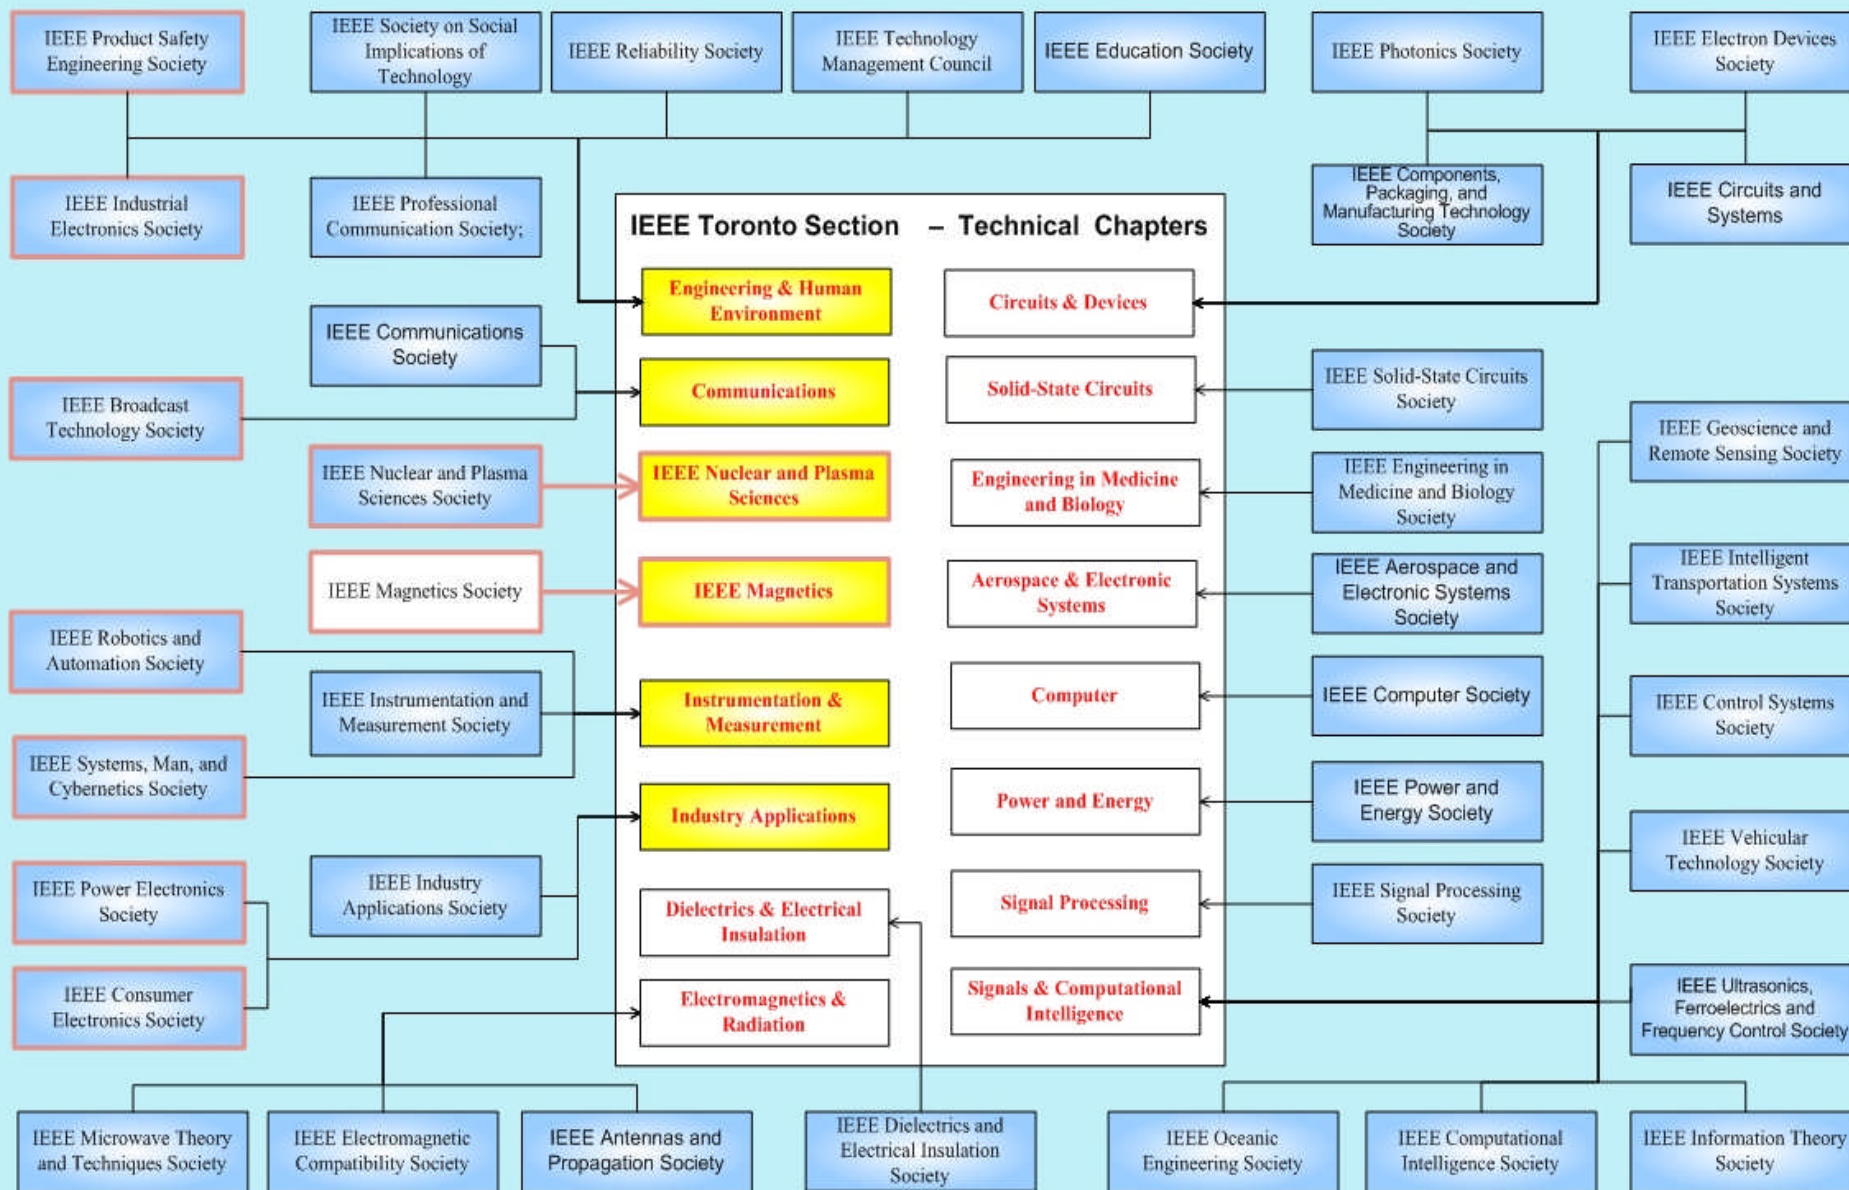 IEEE Product Safety
Engineering Society
IEEE Society on Social
Implications of
Technology
IEEE Reliability Society
IEEE Technology
Management Council
IEEE Education Society
IEEE Photonics Society
IEEE Electron Devices
Society
IEEE Industrial
Electronics Society
IEEE Professional
Communication Society;
IEEE Components,
Packaging, and
Manufacturing Technology
Society
IEEE Circuits and
Systems
IEEE Toronto Section – Technical Chapters
Engineering & Human
Environment
Circuits & Devices
IEEE Communications
Society
Communications
Solid-State Circuits
IEEE Solid-State Circuits
Society
IEEE Broadcast
Technology Society
IEEE Geoscience and
Remote Sensing Society
IEEE Nuclear and Plasma
Sciences Society
IEEE Nuclear and Plasma
Sciences
Engineering in Medicine
and Biology
IEEE Engineering in
Medicine and Biology
Society
IEEE Magnetics Society
IEEE Magnetics
Aerospace & Electronic
Systems
IEEE Aerospace and
Electronic Systems
Society
IEEE Intelligent
Transportation Systems
Society
IEEE Robotics and
Automation Society
IEEE Instrumentation and
Measurement Society
Instrumentation &
Measurement
Computer
IEEE Computer Society
IEEE Control Systems
Society
IEEE Systems, Man, and
Cybernetics Society
Industry Applications
Power and Energy
IEEE Power and
Energy Society
IEEE Vehicular
Technology Society
IEEE Power Electronics
Society
IEEE Industry
Applications Society
Dielectrics & Electrical
Insulation
Signal Processing
IEEE Signal Processing
Society
IEEE Consumer
Electronics Society
Electromagnetics &
Radiation
Signals & Computational
Intelligence
IEEE Ultrasonics,
Ferroelectrics and
Frequency Control Society
IEEE Microwave Theory
and Techniques Society
IEEE Electromagnetic
Compatibility Society
IEEE Antennas and
Propagation Society
IEEE Dielectrics and
Electrical Insulation
Society
IEEE Oceanic
Engineering Society
IEEE Computational
Intelligence Society
IEEE Information Theory
Society